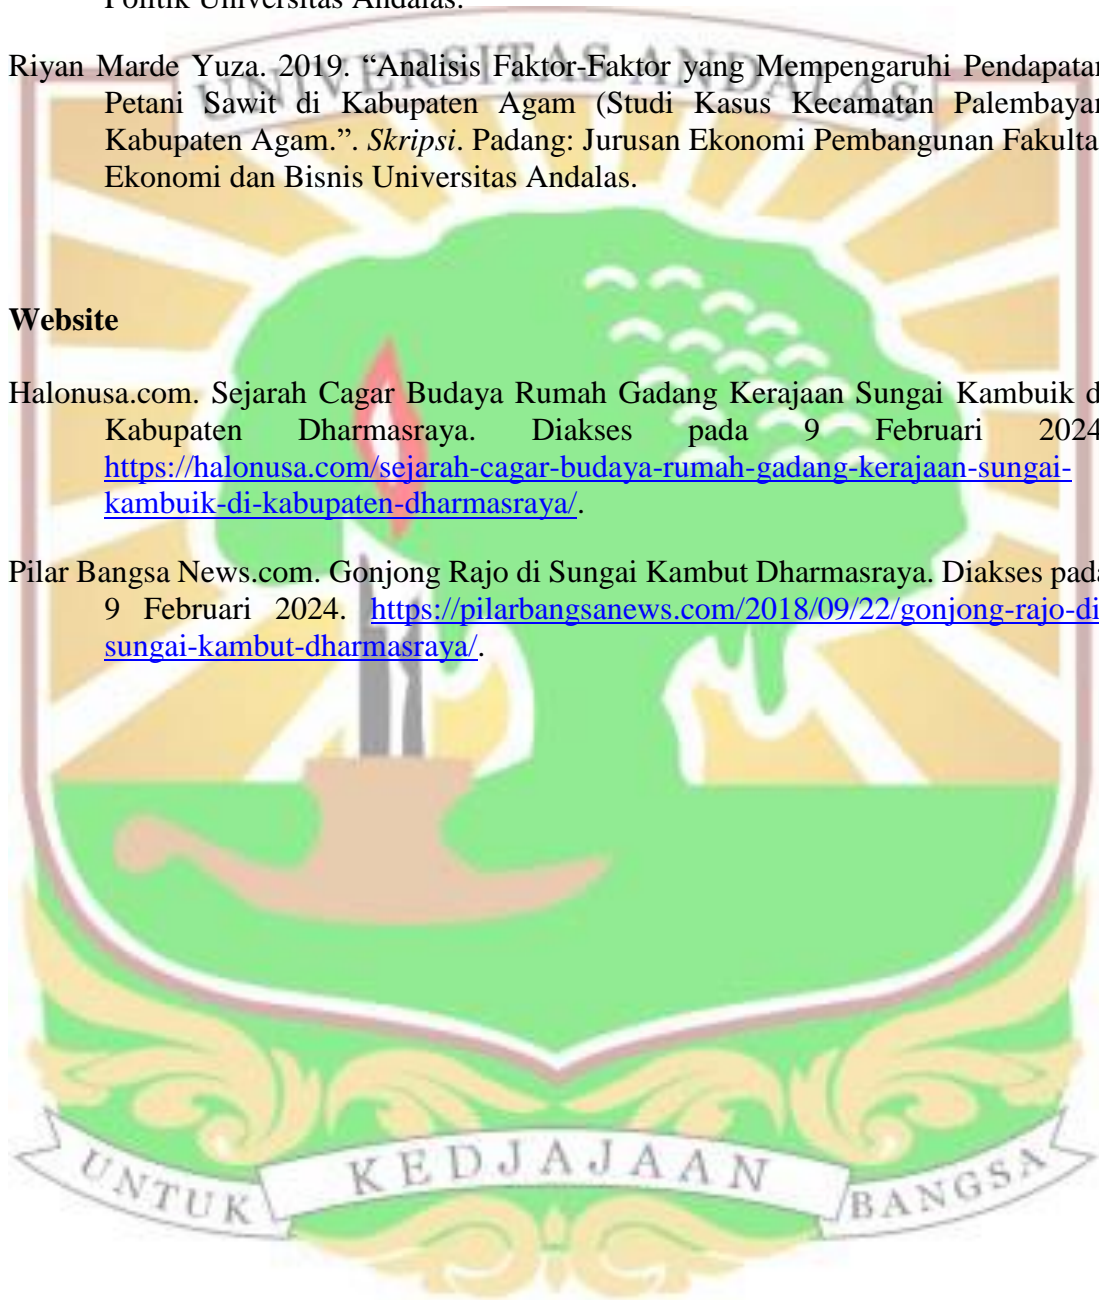 Politik Universitas Andalas.
UNIVERSITAS ANDALAS
Riyan Marde Yuza. 2019. “Analisis Faktor-Faktor yang Mempengaruhi Pendapatan
Petani Sawit di Kabupaten Agam (Studi Kasus Kecamatan Palembayan
Kabupaten Agam.”. Skripsi. Padang: Jurusan Ekonomi Pembangunan Fakulta
Ekonomi dan Bisnis Universitas Andalas.
Website
Halonusa.com. Sejarah Cagar Budaya Rumah Gadang Kerajaan Sungai Kambuik d
Kabupaten Dharmasraya. Diakses pada 9 Februari 2024
https://halonusa.com/sejarah-cagar-budaya-rumah-gadang-kerajaan-sungai-
kambuik-di-kabupaten-dharmasraya/.
Pilar Bangsa News.com. Gonjong Rajo di Sungai Kambut Dharmasraya. Diakses pada
9 Februari 2024. https://pilarbangsanews.com/2018/09/22/gonjong-rajo-di
sungai-kambut-dharmasraya/.
UNTUK KEDJAJAAN BANGSA